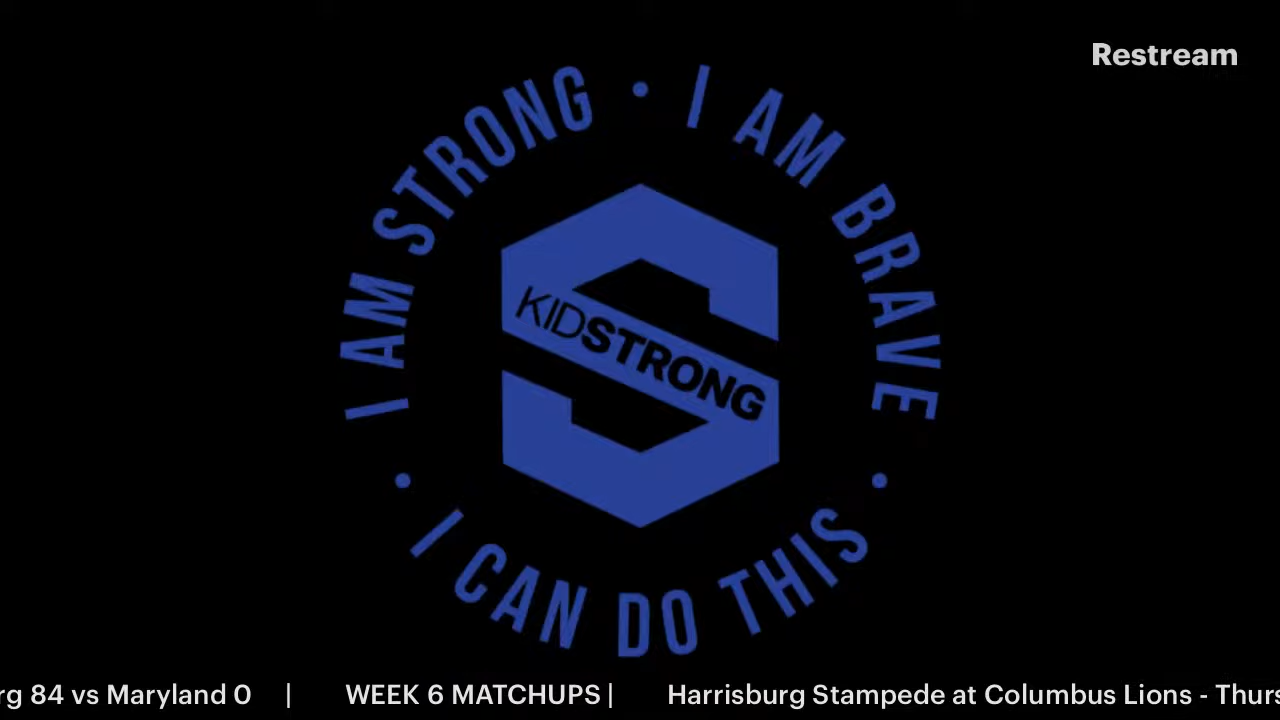 Restream
I AM STRONG • I AM BRAVE • I CAN DO THIS •
KIDSTRONG
84 vs Maryland 0 | WEEK 6 MATCHUPS | Harrisburg Stampede at Columbus Lions -